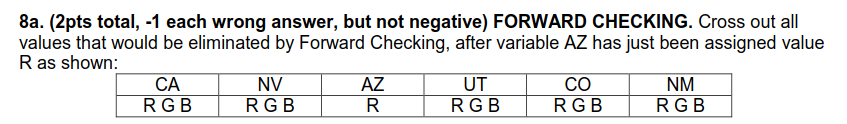 8a. (2pts total, -1 each wrong answer, but not negative) FORWARD CHECKING. Cross out all
values that would be eliminated by Forward Checking, after variable AZ has just been assigned value
R as shown:
CA NV AZ UT CO NM
R G B R G B R R G B R G B R G B